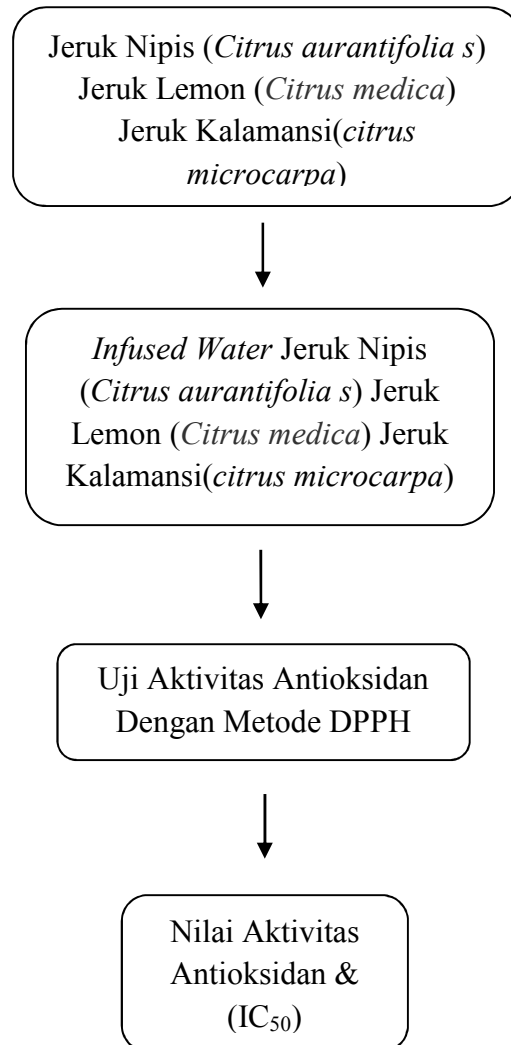 Jeruk Nipis (Citrus aurantifolia s)
Jeruk Lemon (Citrus medica)
Jeruk Kalamansi(citrus
microcarpa)
Infused Water Jeruk Nipis
(Citrus aurantifolia s) Jeruk
Lemon (Citrus medica) Jeruk
Kalamansi(citrus microcarpa)
Uji Aktivitas Antioksidan
Dengan Metode DPPH
Nilai Aktivitas
Antioksidan &
(IC₅₀)